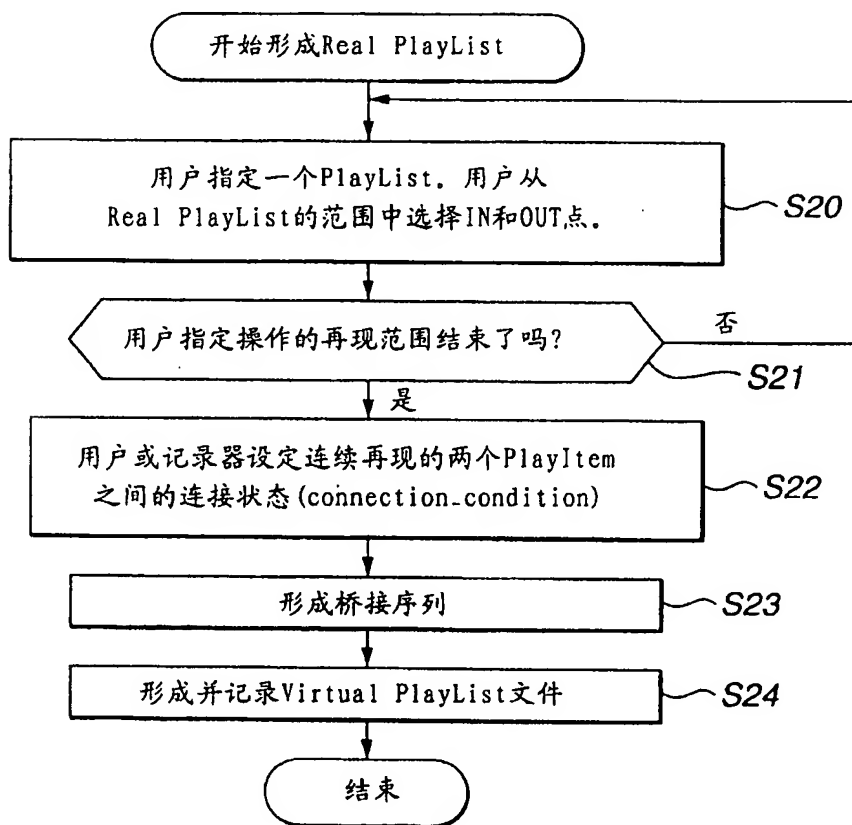 开始形成Real PlayList
用户指定一个PlayList. 用户从
Real PlayList的范围中选择IN和OUT点。
S20
用户指定操作的再现范围结束了吗?
否
S21
是
用户或记录器设定连续再现的两个PlayItem
之间的连接状态(connection_condition)
S22
形成桥接序列
S23
形成并记录Virtual PlayList文件
S24
结束